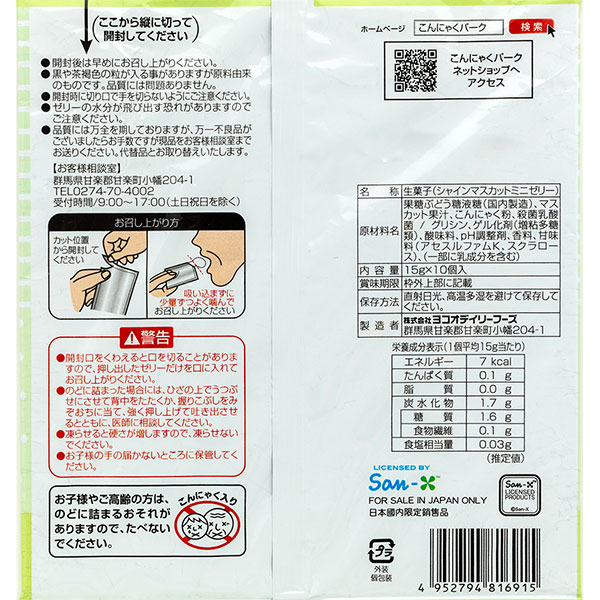 ここから縦に切って
開封してください
●開封後は早めにお召し上がりください。
●黒や茶褐色の粒が入る事がありますが原料由来
のものです。品質には問題ありません。
●開封時に切り口で手を切らないようにご注意ください。
●ゼリーの水分が飛び出す恐れがありますので
ご注意ください。
●品質には万全を期しておりますが、万一不良品が
ございましたらお手数ですが現品をお客様相談室まで
お送りください。代替品とお取り替えいたします。
【お客様相談室】
群馬県甘楽郡甘楽町小幡204-1
TEL0274-70-4002
受付時間/9:00~17:00(土日祝日を除く)
お召し上がり方
カット位置
から開封して
ください
吸い込まずに
少量ずつよく噛んで
お召し上がりください
警告
●開封口をくわえると口を切ることがありま
すので、押し出したゼリーだけを口に入れて
お召し上がりください。
●のどに詰まった場合には、ひざの上でうつぶ
せにさせて背中をたたくか、握りこぶしをみ
ぞおちに当て、強く押し上げて吐き出させる
とともに、医師に相談してください。
●凍らせると硬さが増しますので、凍らせない
でください。
●お子様の手の届かないところに保管してく
ださい。
お子様やご高齢の方は、
のどに詰まるおそれが
ありますので、たべない
でください。
こんにゃく入り
ホームページ
こんにゃくパーク
検索
こんにゃくパーク
ネットショップへ
アクセス
名称 生菓子(シャインマスカットミニゼリー)
原材料名 果糖ぶどう糖液糖(国内製造)、マス
カット果汁、こんにゃく粉、殺菌乳酸
菌 / グリシン、ゲル化剤(増粘多糖
類)、酸味料、pH調整剤、香料、甘味
料(アセスルファムK、スクラロー
ス)、(一部に乳成分を含む)
内容量 15g×10個入
賞味期限 枠外上部に記載
保存方法 直射日光、高温多湿を避けて保存して
ください。
製造者 株式会社ヨコオデイリーフーズ
群馬県甘楽郡甘楽町小幡204-1
栄養成分表示(1個平均15g当たり)
エネルギー 7 kcal
たんぱく質 0.1 g
脂質 0.0 g
炭水化物 1.7 g
糖質 1.6 g
食物繊維 0.1 g
食塩相当量 0.03g
(推定値)
LICENSED BY
San-X
FOR SALE IN JAPAN ONLY
日本國内限定銷售品
San-X
LICENSED
PRODUCTS
©San-X
プラ
外装
個包装
4 952794 816915